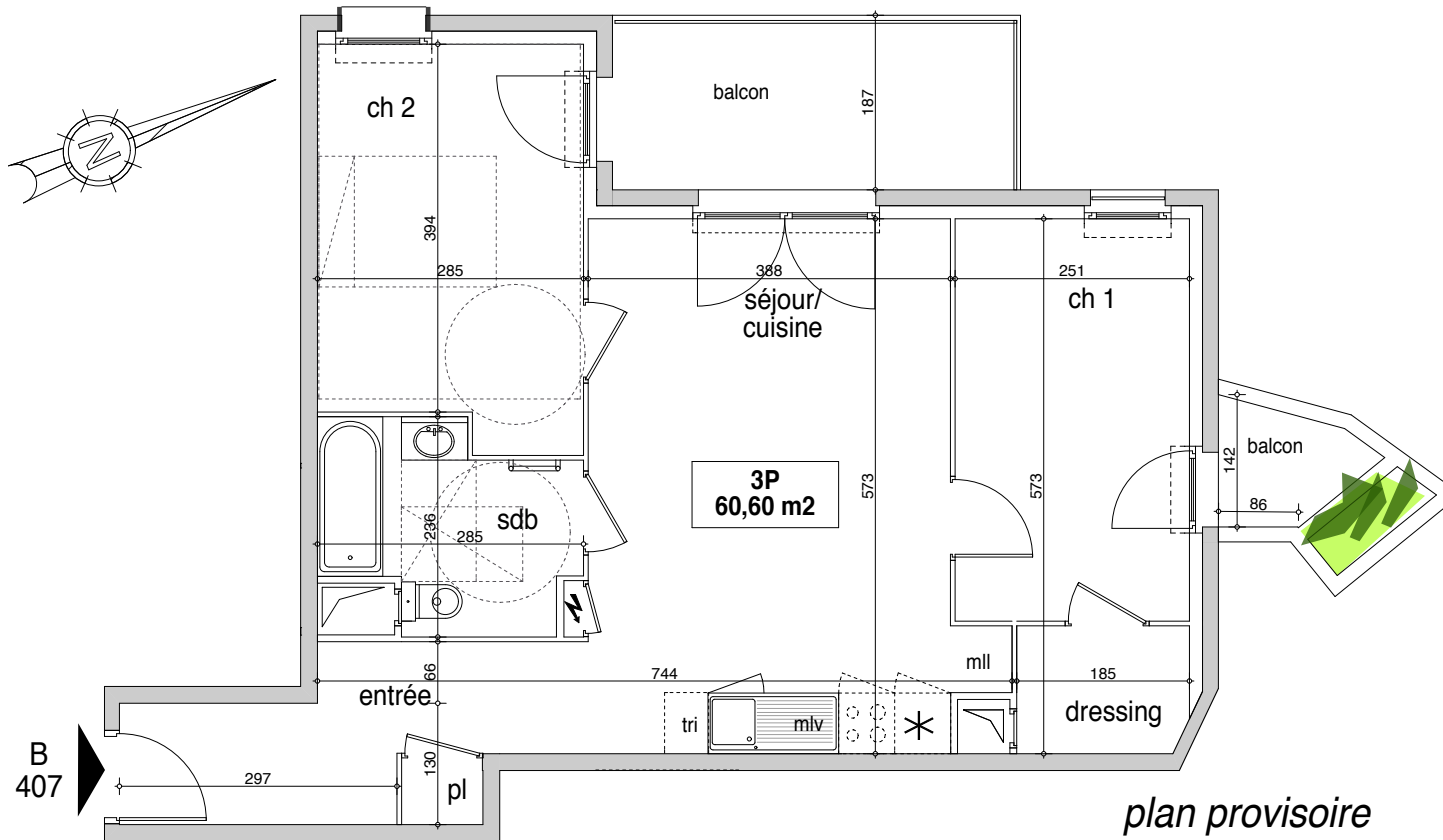 ch 2
balcon
187
N
394
285
388
251
séjour/
cuisine
ch 1
3P
60,60 m2
573
573
balcon
142
86
sdb
236
285
mll
66
744
185
entrée
dressing
tri
mlv
B
407
297
130
pl
plan provisoire